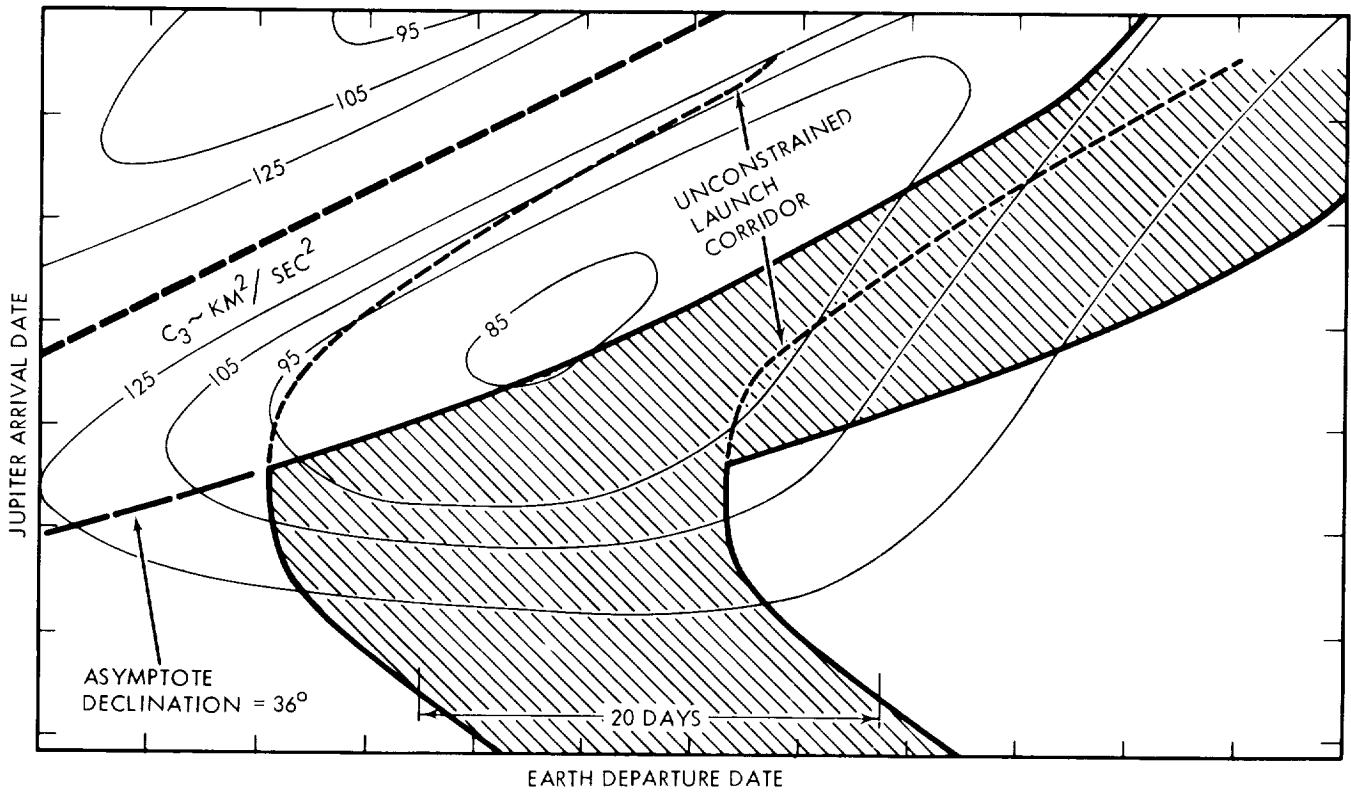 95
105
125
UNCONSTRAINED
LAUNCH
CORRIDOR
C₃ ~ KM²/ SEC²
85
95
105
125
JUPITER ARRIVAL DATE
ASYMPTOTE
DECLINATION = 36°
20 DAYS
EARTH DEPARTURE DATE